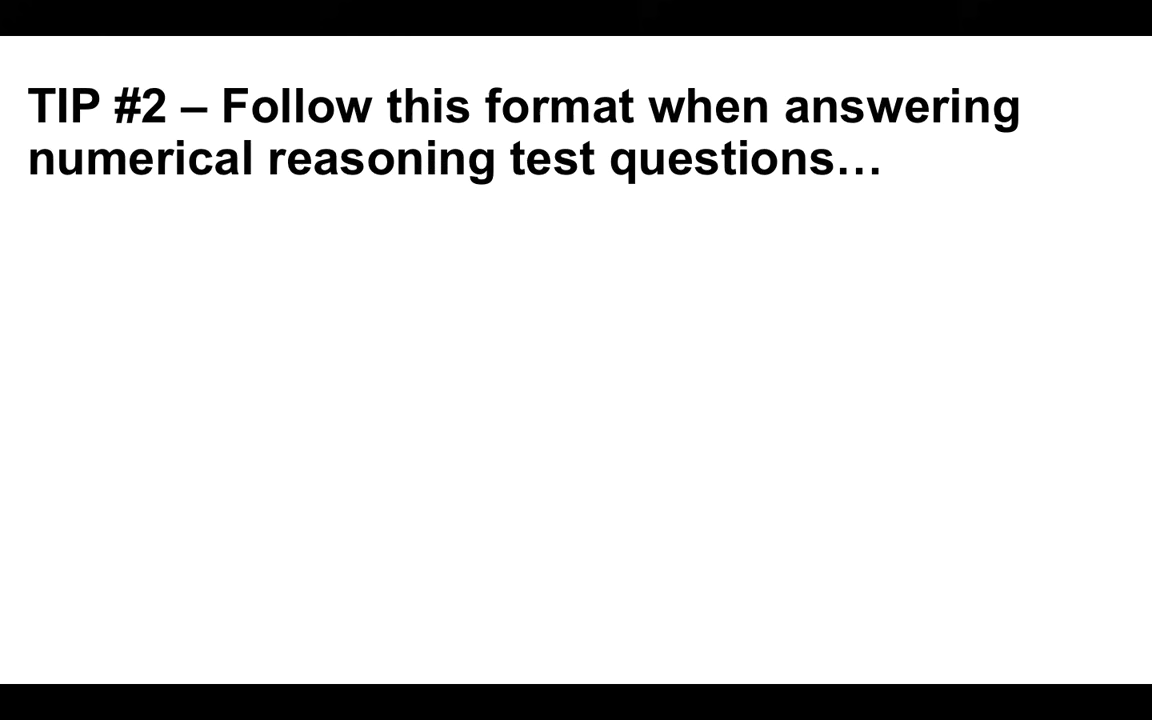 TIP #2 – Follow this format when answering
numerical reasoning test questions…